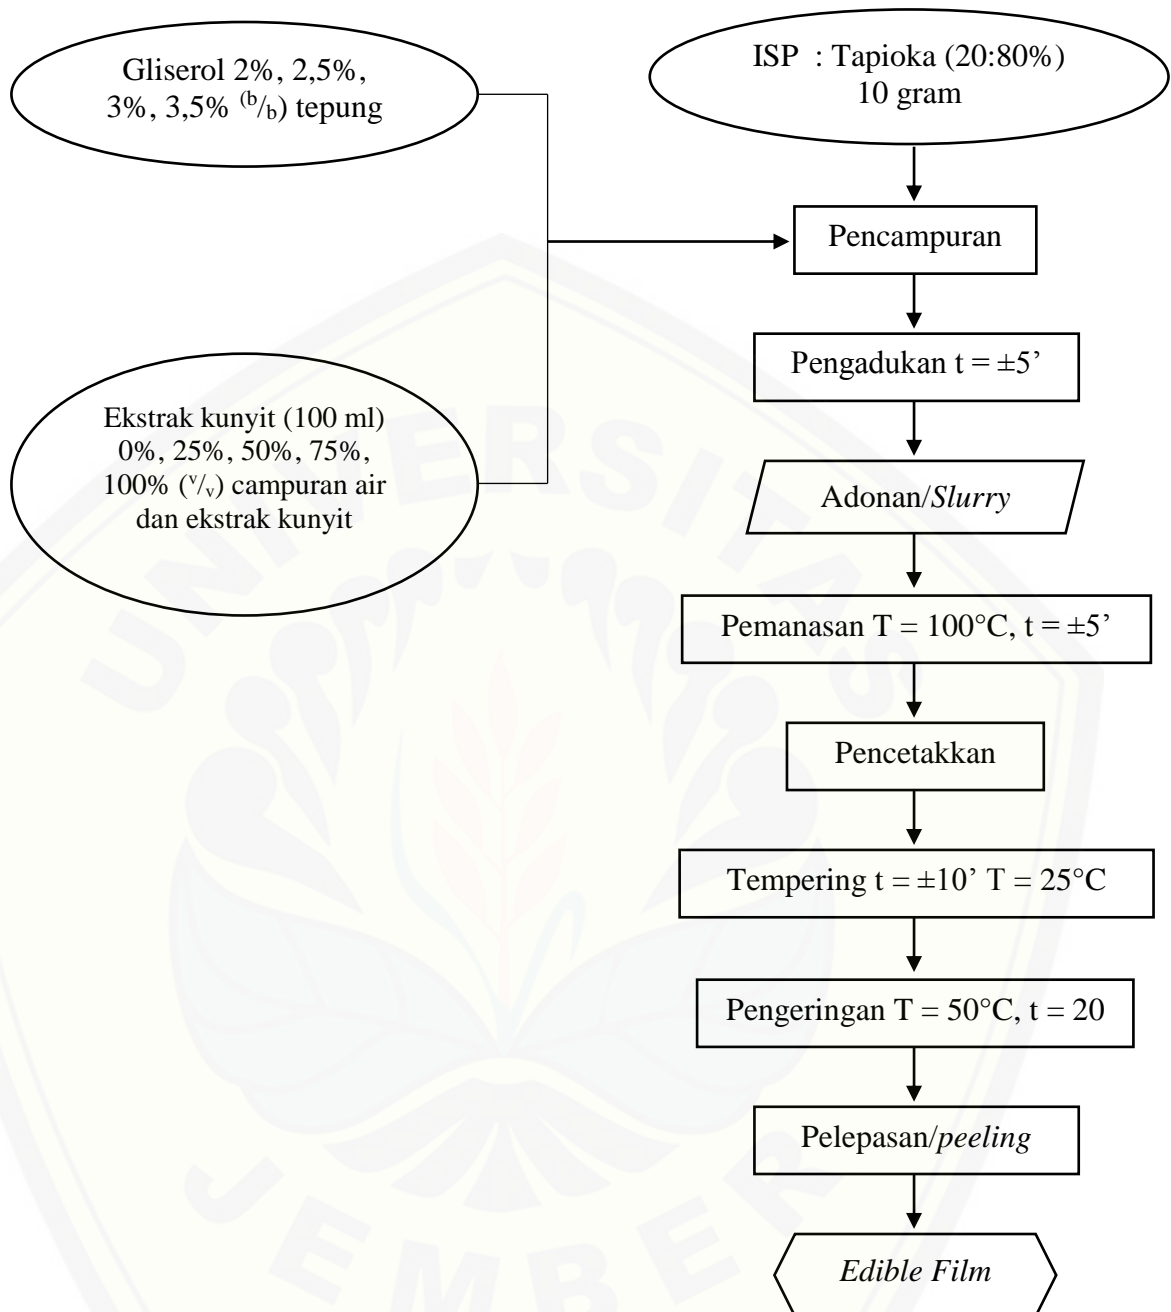 Gliserol 2%, 2,5%,
3%, 3,5% (b/b) tepung
ISP : Tapioka (20:80%)
10 gram
Pencampuran
Pengadukan t = ±5’
Ekstrak kunyit (100 ml)
0%, 25%, 50%, 75%,
100% (v/v) campuran air
dan ekstrak kunyit
Adonan/Slurry
Pemanasan T = 100°C, t = ±5’
Pencetakkan
Tempering t = ±10’ T = 25°C
Pengeringan T = 50°C, t = 20
Pelepasan/peeling
Edible Film
UNIVERSITAS
JEMBER